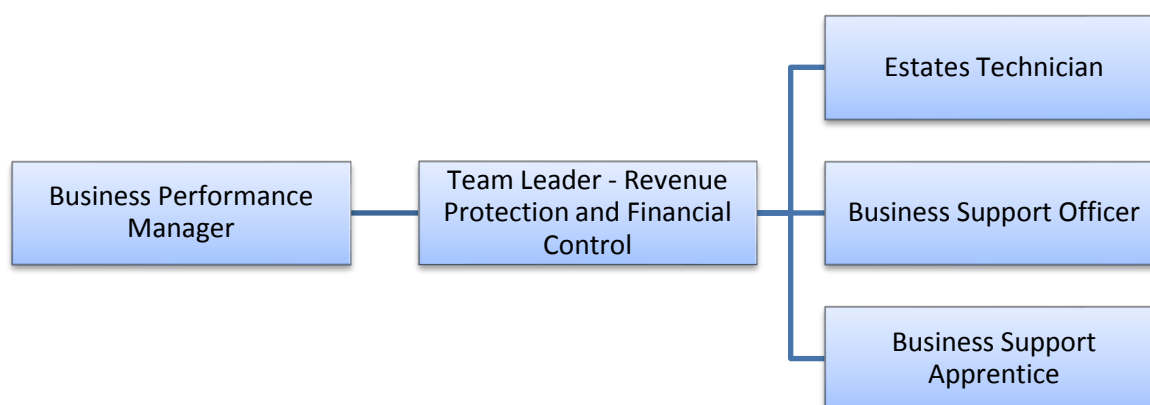 Business Performance
Manager
Team Leader - Revenue
Protection and Financial
Control
Estates Technician
Business Support Officer
Business Support
Apprentice